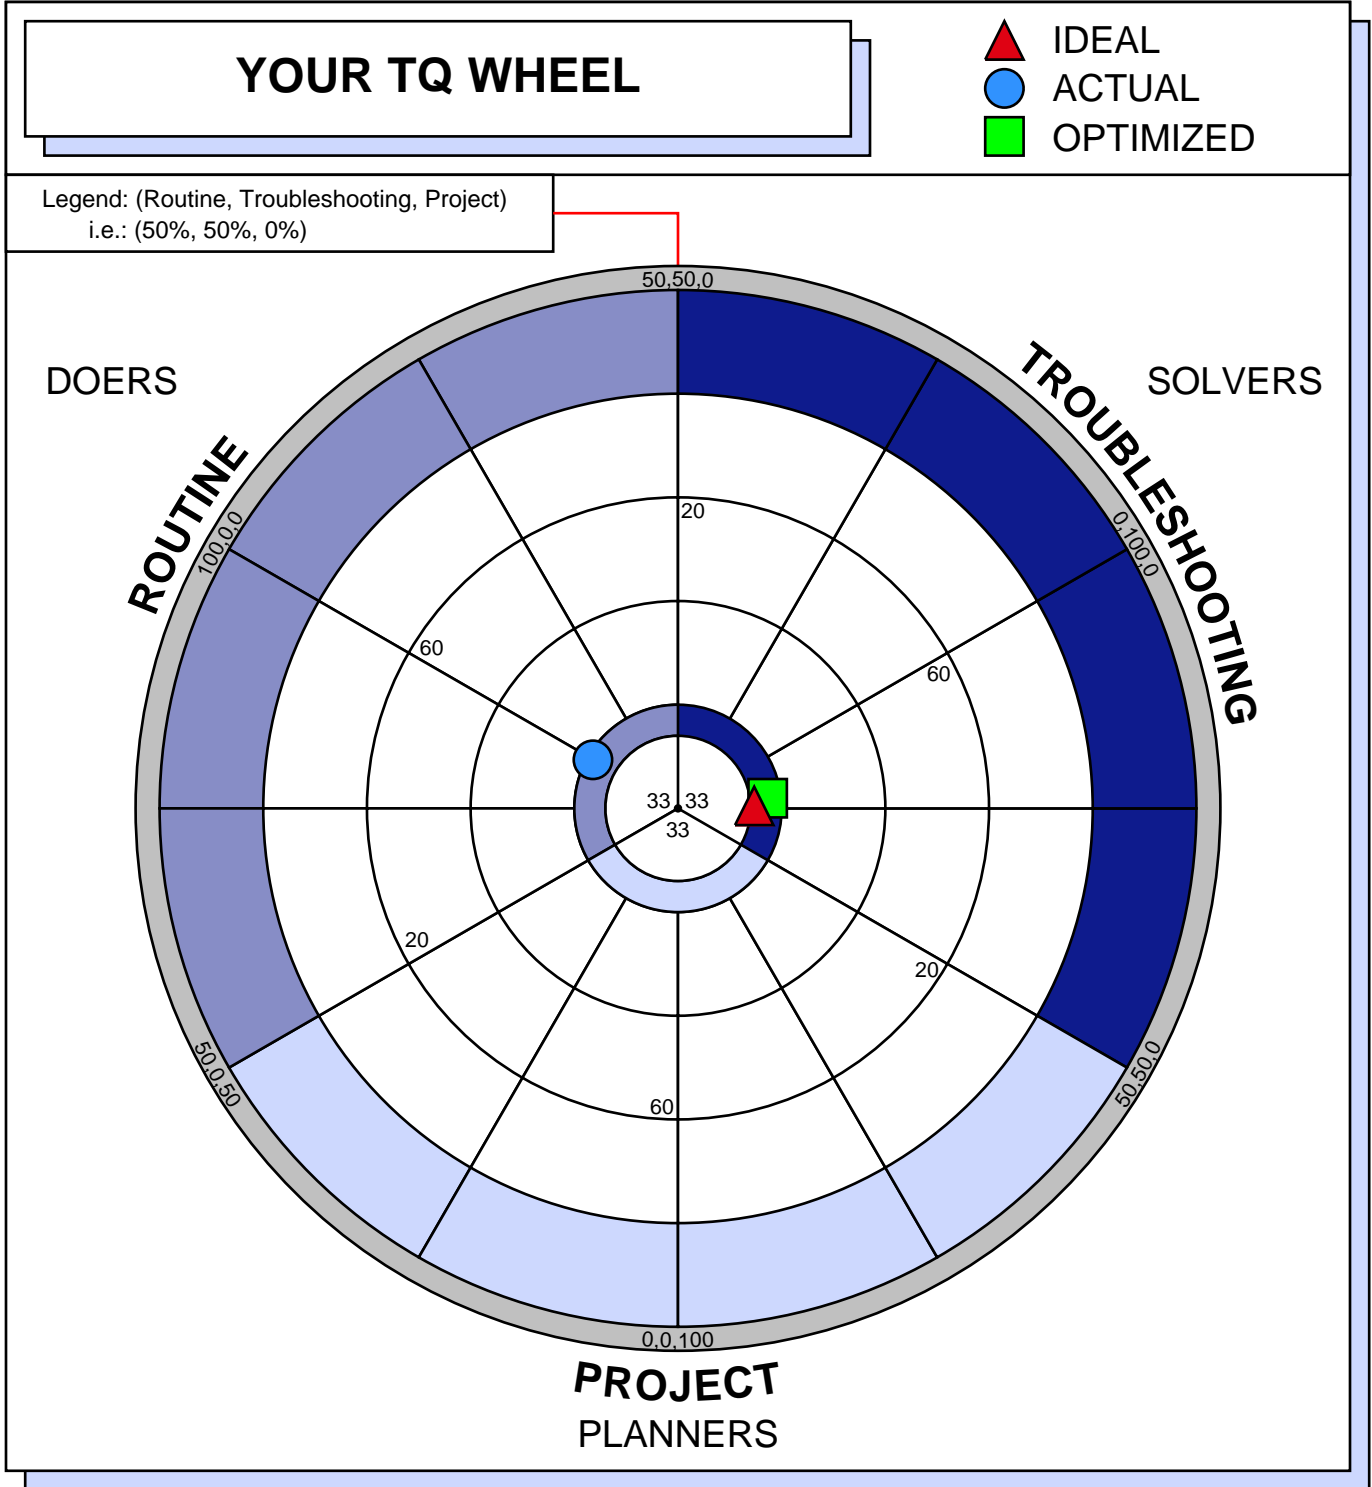 YOUR TQ WHEEL
IDEAL
ACTUAL
OPTIMIZED
Legend: (Routine, Troubleshooting, Project)
i.e.: (50%, 50%, 0%)
50,50,0
DOERS
SOLVERS
ROUTINE
TROUBLESHOOTING
100,0,0
0,100,0
20
60
60
33
33
33
20
20
60
50,0,50
50,50,0
0,0,100
PROJECT
PLANNERS